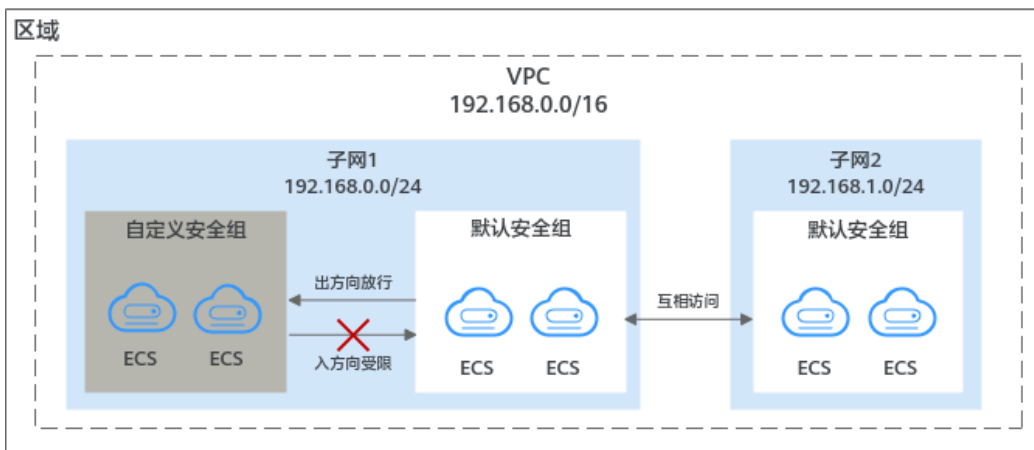 区域
VPC
192.168.0.0/16
子网1
192.168.0.0/24
自定义安全组
ECS
ECS
出方向放行
入方向受限
默认安全组
ECS
ECS
互相访问
子网2
192.168.1.0/24
默认安全组
ECS
ECS